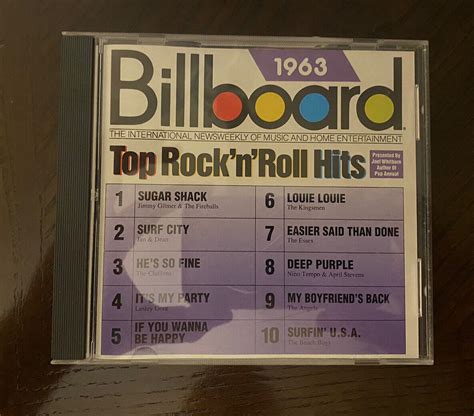 1963
Billboard
THE INTERNATIONAL NEWSWEEKLY OF MUSIC AND HOME ENTERTAINMENT
Top Rock'n'Roll Hits
Presented By
Joel Whitburn
Author Of
Pop Annual
1 SUGAR SHACK
Jimmy Gilmer & The Fireballs
2 SURF CITY
Jan & Dean
3 HE'S SO FINE
The Chiffons
4 IT'S MY PARTY
Lesley Gore
5 IF YOU WANNA
BE HAPPY
6 LOUIE LOUIE
The Kingsmen
7 EASIER SAID THAN DONE
The Essex
8 DEEP PURPLE
Nino Tempo & April Stevens
9 MY BOYFRIEND'S BACK
The Angels
10 SURFIN' U.S.A.
The Beach Boys